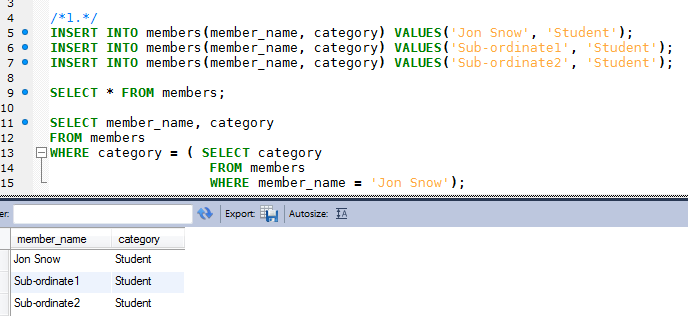 3
4 /*1.*/
5 INSERT INTO members(member_name, category) VALUES('Jon Snow', 'Student');
6 INSERT INTO members(member_name, category) VALUES('Sub-ordinate1', 'Student');
7 INSERT INTO members(member_name, category) VALUES('Sub-ordinate2', 'Student');
8
9 SELECT * FROM members;
10
11 SELECT member_name, category
12 FROM members
13 WHERE category = ( SELECT category
14 FROM members
15 WHERE member_name = 'Jon Snow');
er: Export: Autosize:
member_name category
Jon Snow Student
Sub-ordinate1 Student
Sub-ordinate2 Student